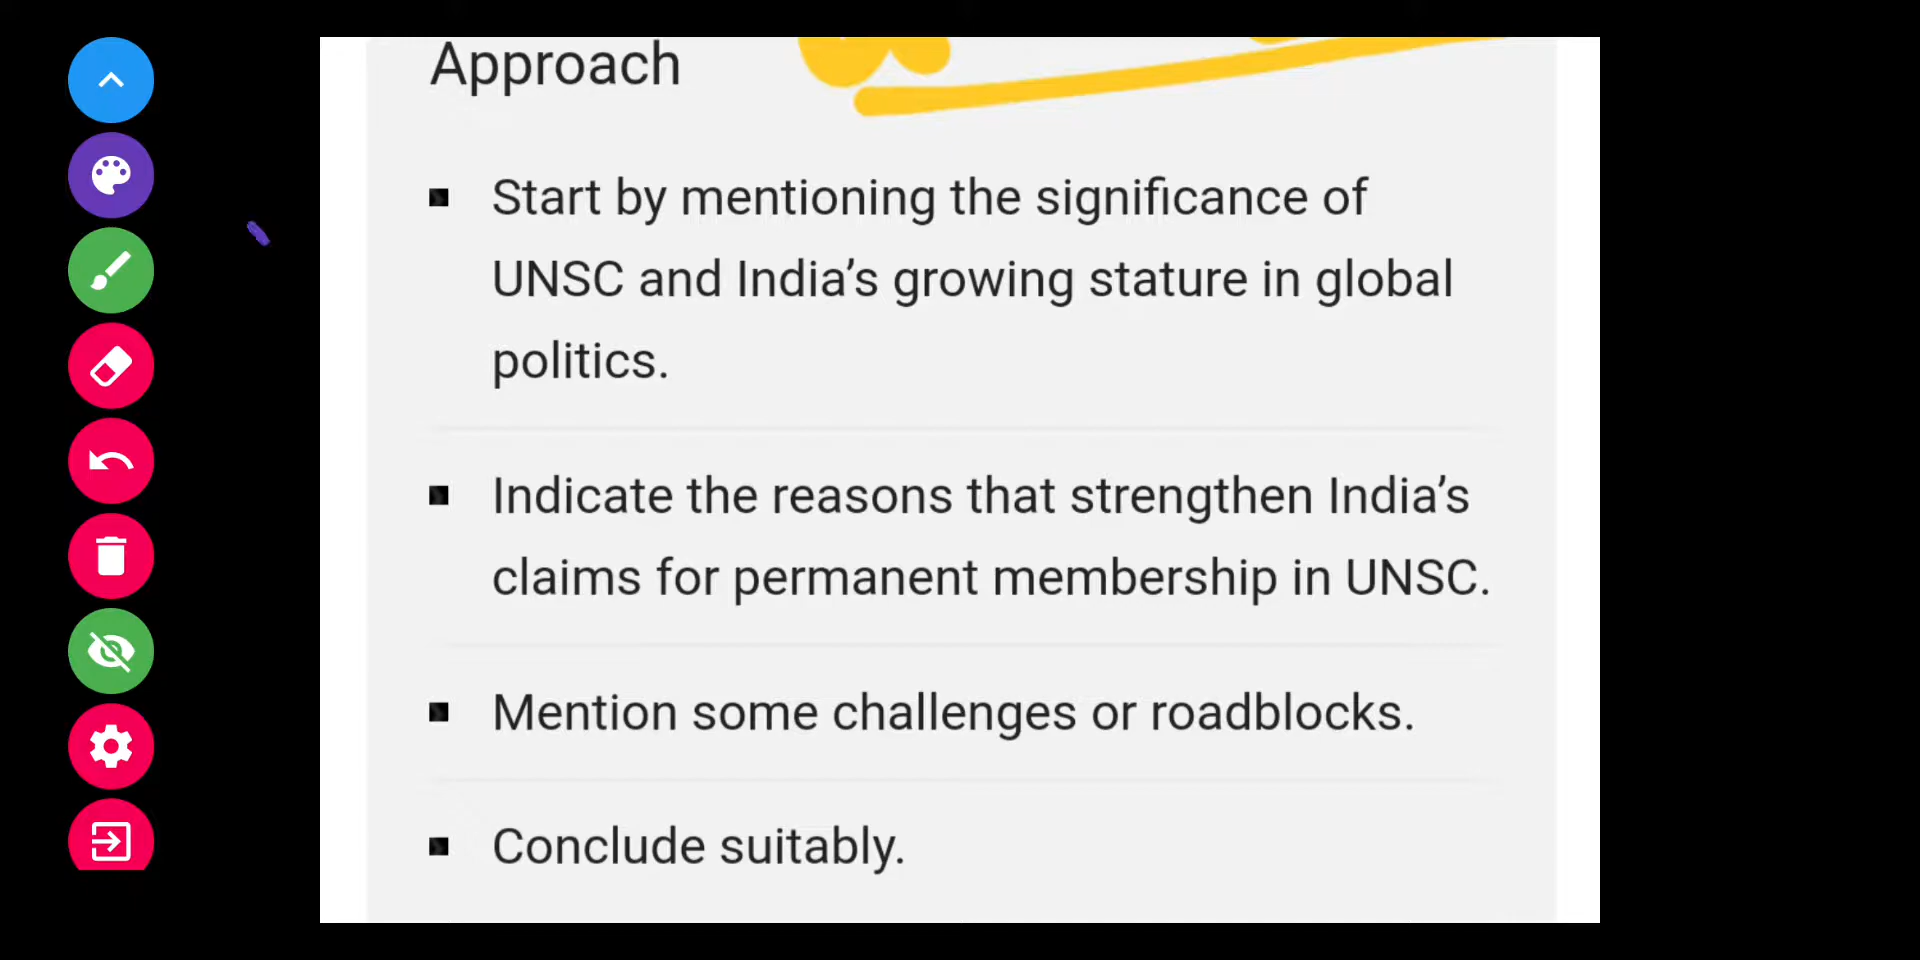 Approach
Start by mentioning the significance of
UNSC and India’s growing stature in global
politics.
Indicate the reasons that strengthen India’s
claims for permanent membership in UNSC.
Mention some challenges or roadblocks.
Conclude suitably.